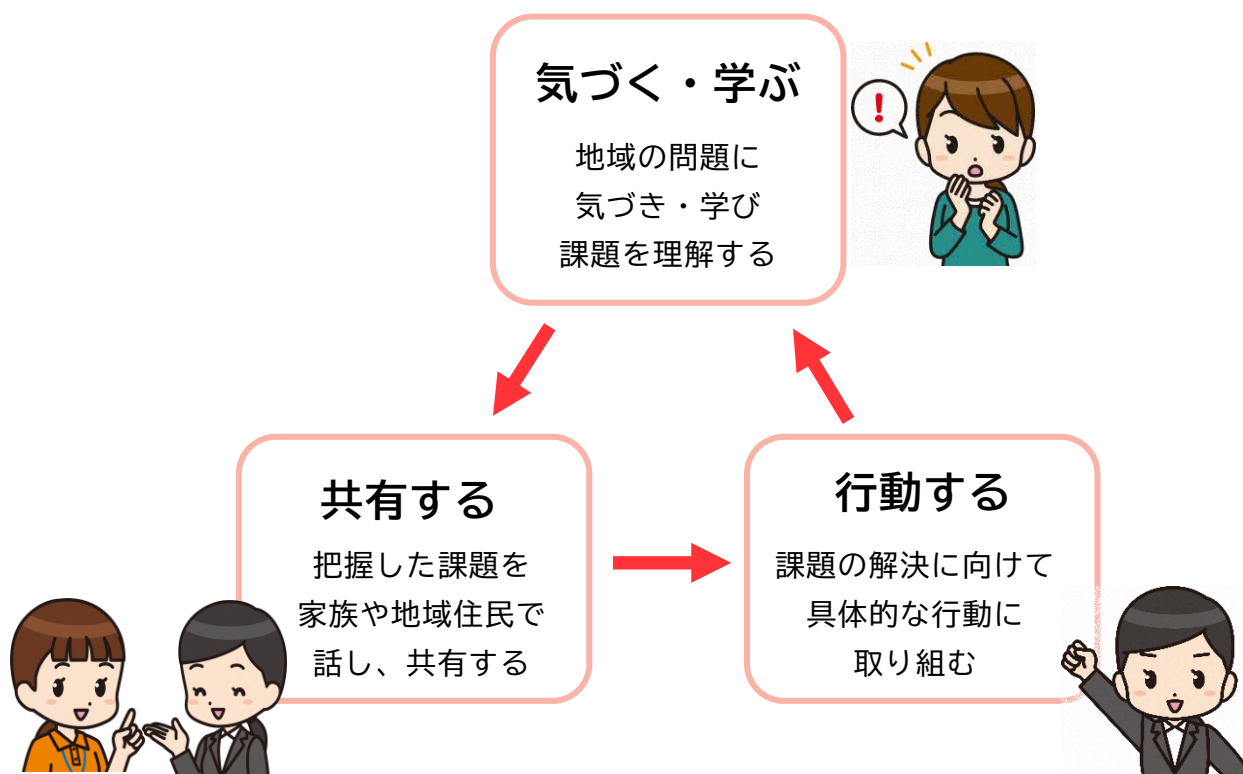 気づく・学ぶ
地域の問題に
気づき・学び
課題を理解する
!
共有する
把握した課題を
家族や地域住民で
話し、共有する
行動する
課題の解決に向けて
具体的な行動に
取り組む